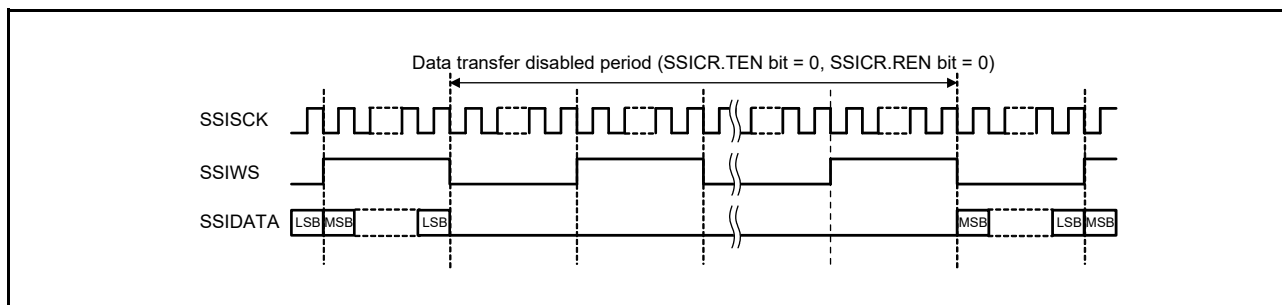 Data transfer disabled period (SSICR.TEN bit = 0, SSICR.REN bit = 0)
SSISCK
SSIWS
SSIDATA LSB MSB LSB MSB LSB MSB